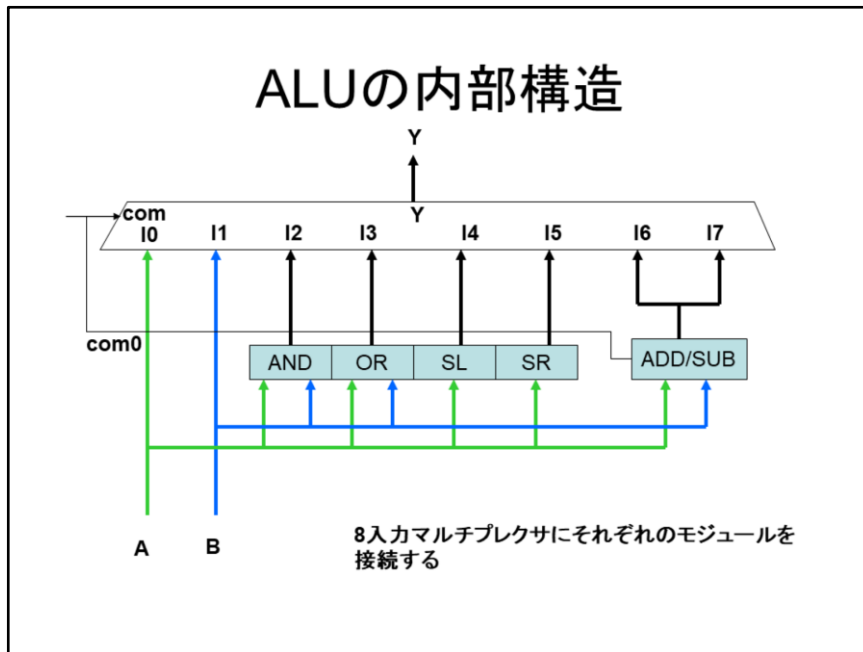 ALUの内部構造
Y
com
Y
I0 I1 I2 I3 I4 I5 I6 I7
com0
AND OR SL SR ADD/SUB
A B
8入力マルチプレクサにそれぞれのモジュールを
接続する